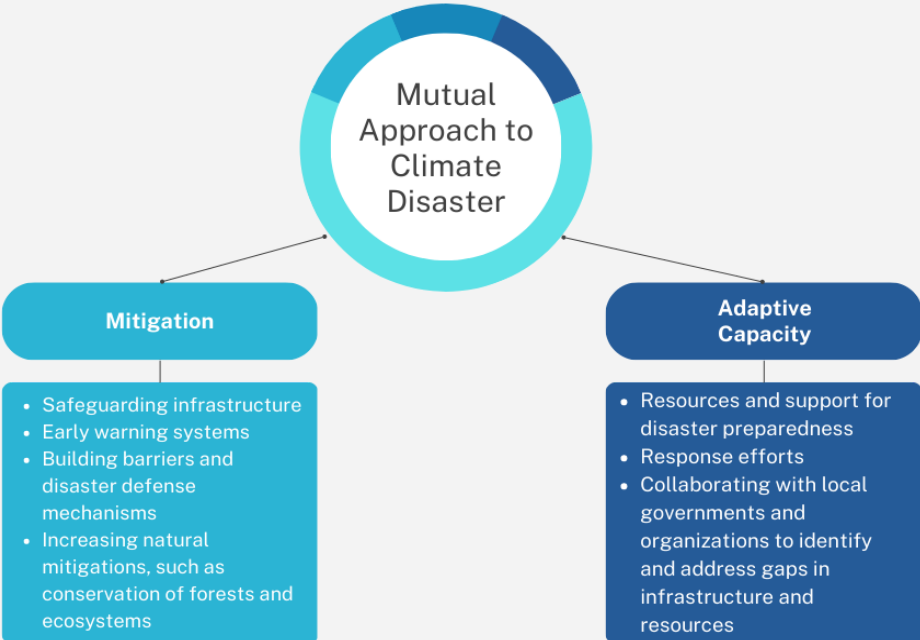 Mutual
Approach to
Climate
Disaster
Mitigation
• Safeguarding infrastructure
• Early warning systems
• Building barriers and
disaster defense
mechanisms
• Increasing natural
mitigations, such as
conservation of forests and
ecosystems
Adaptive
Capacity
• Resources and support for
disaster preparedness
• Response efforts
• Collaborating with local
governments and
organizations to identify
and address gaps in
infrastructure and
resources